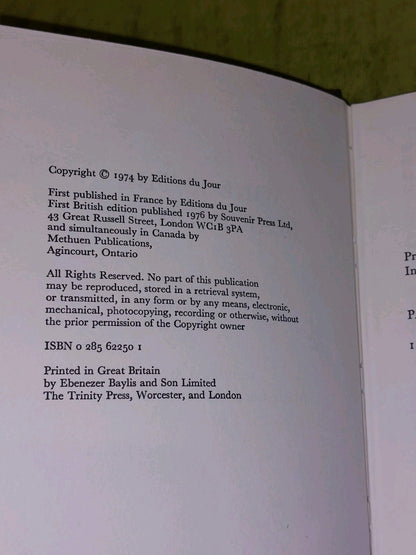 Copyright © 1974 by Editions du Jour
First published in France by Editions du Jour
First British edition published 1976 by Souvenir Press Ltd,
43 Great Russell Street, London WC1B 3PA
and simultaneously in Canada by
Methuen Publications,
Agincourt, Ontario
All Rights Reserved. No part of this publication
may be reproduced, stored in a retrieval system,
or transmitted, in any form or by any means, electronic,
mechanical, photocopying, recording or otherwise, without
the prior permission of the Copyright owner
ISBN 0 285 62250 1
Printed in Great Britain
by Ebenezer Baylis and Son Limited
The Trinity Press, Worcester, and London